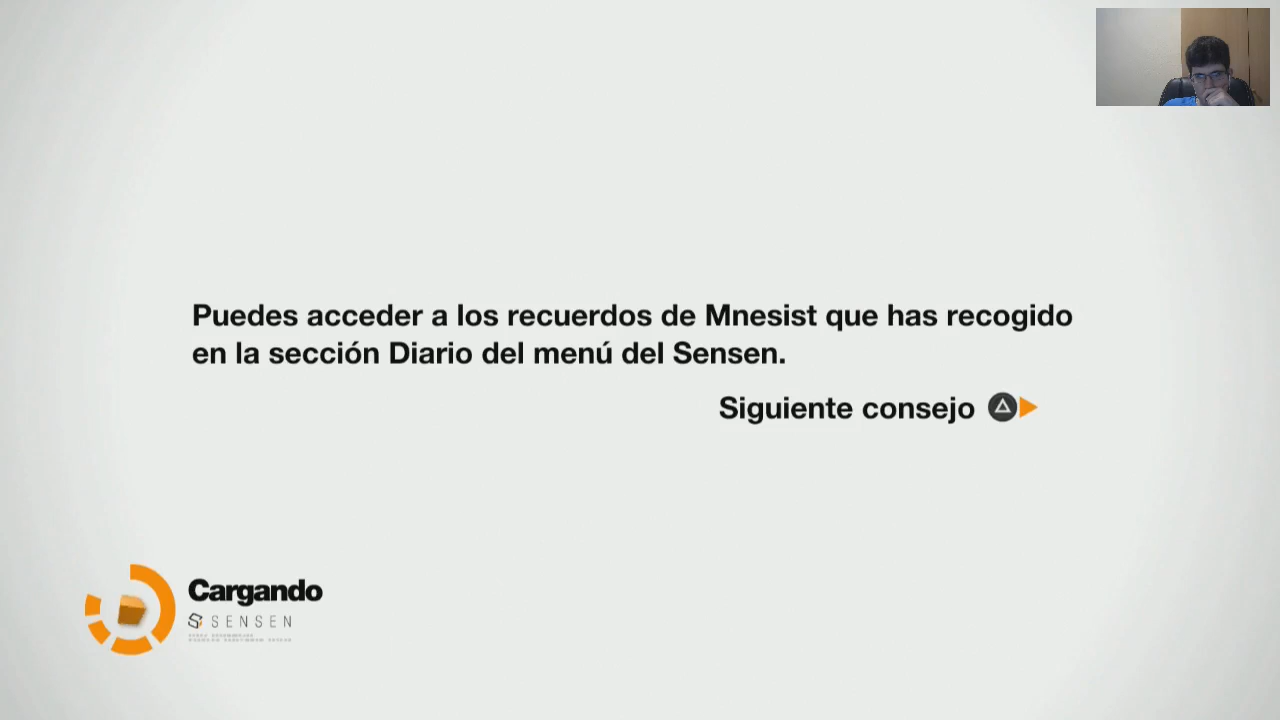 Puedes acceder a los recuerdos de Mnesist que has recogido
en la sección Diario del menú del Sensen.
Siguiente consejo
Cargando
SENSEN